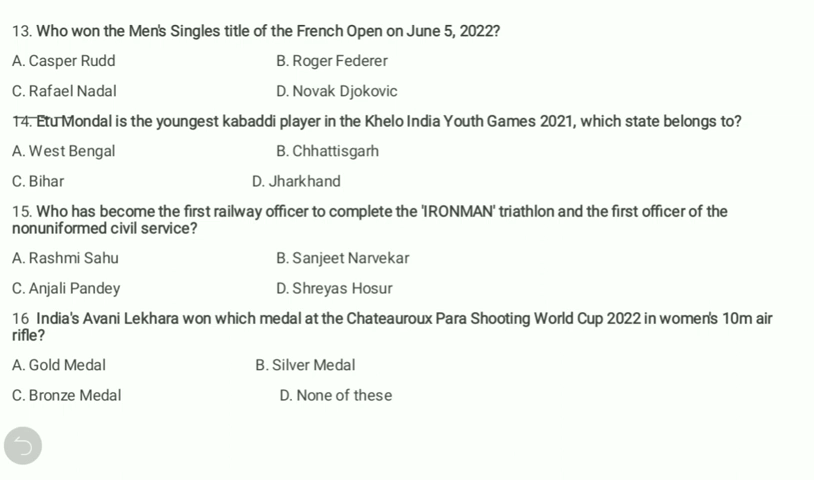 13. Who won the Men's Singles title of the French Open on June 5, 2022?
A. Casper Rudd B. Roger Federer
C. Rafael Nadal D. Novak Djokovic
14. Etu Mondal is the youngest kabaddi player in the Khelo India Youth Games 2021, which state belongs to?
A. West Bengal B. Chhattisgarh
C. Bihar D. Jharkhand
15. Who has become the first railway officer to complete the 'IRONMAN' triathlon and the first officer of the
nonuniformed civil service?
A. Rashmi Sahu B. Sanjeet Narvekar
C. Anjali Pandey D. Shreyas Hosur
16 India's Avani Lekhara won which medal at the Chateauroux Para Shooting World Cup 2022 in women's 10m air
rifle?
A. Gold Medal B. Silver Medal
C. Bronze Medal D. None of these